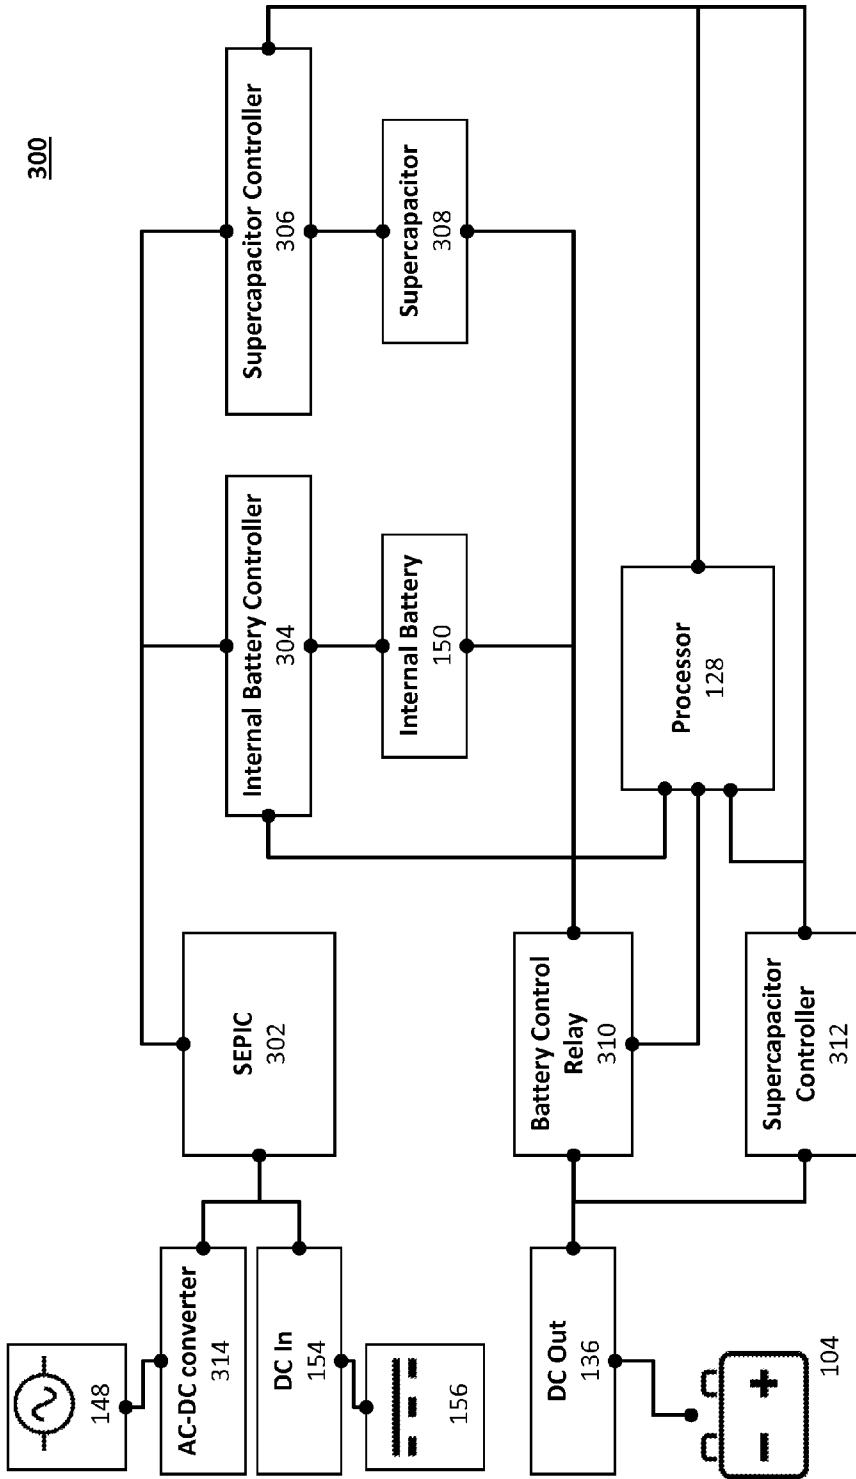 300
148
AC-DC converter
314
DC In
154
156
SEPIC
302
Internal Battery Controller
304
Internal Battery
150
Supercapacitor Controller
306
Supercapacitor
308
DC Out
136
104
Battery Control
Relay
310
Supercapacitor
Controller
312
Processor
128